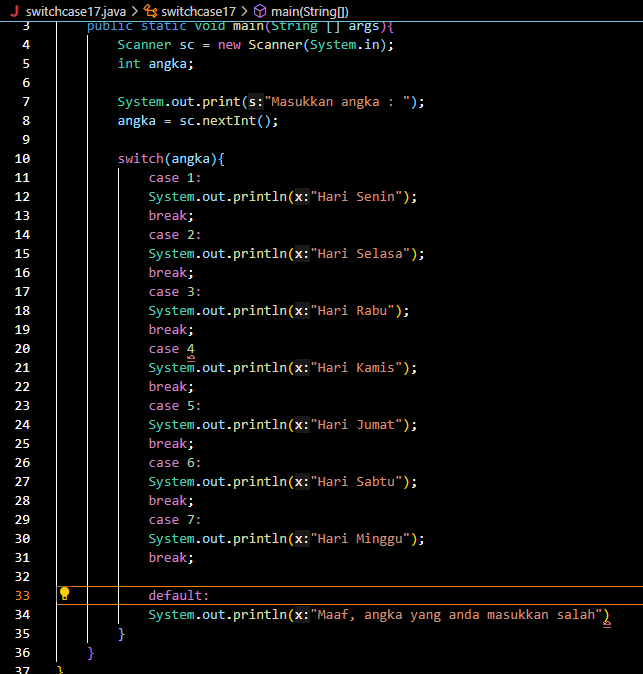 J switchcase17.java > switchcase17 > main(String[])
3 public static void main(String [] args){
4 Scanner sc = new Scanner(System.in);
5 int angka;
6
7 System.out.print(s:"Masukkan angka : ");
8 angka = sc.nextInt();
9
10 switch(angka){
11 case 1:
12 System.out.println(x:"Hari Senin");
13 break;
14 case 2:
15 System.out.println(x:"Hari Selasa");
16 break;
17 case 3:
18 System.out.println(x:"Hari Rabu");
19 break;
20 case 4
21 System.out.println(x:"Hari Kamis");
22 break;
23 case 5:
24 System.out.println(x:"Hari Jumat");
25 break;
26 case 6:
27 System.out.println(x:"Hari Sabtu");
28 break;
29 case 7:
30 System.out.println(x:"Hari Minggu");
31 break;
32
33 default:
34 System.out.println(x:"Maaf, angka yang anda masukkan salah")
35 }
36 }
37 }